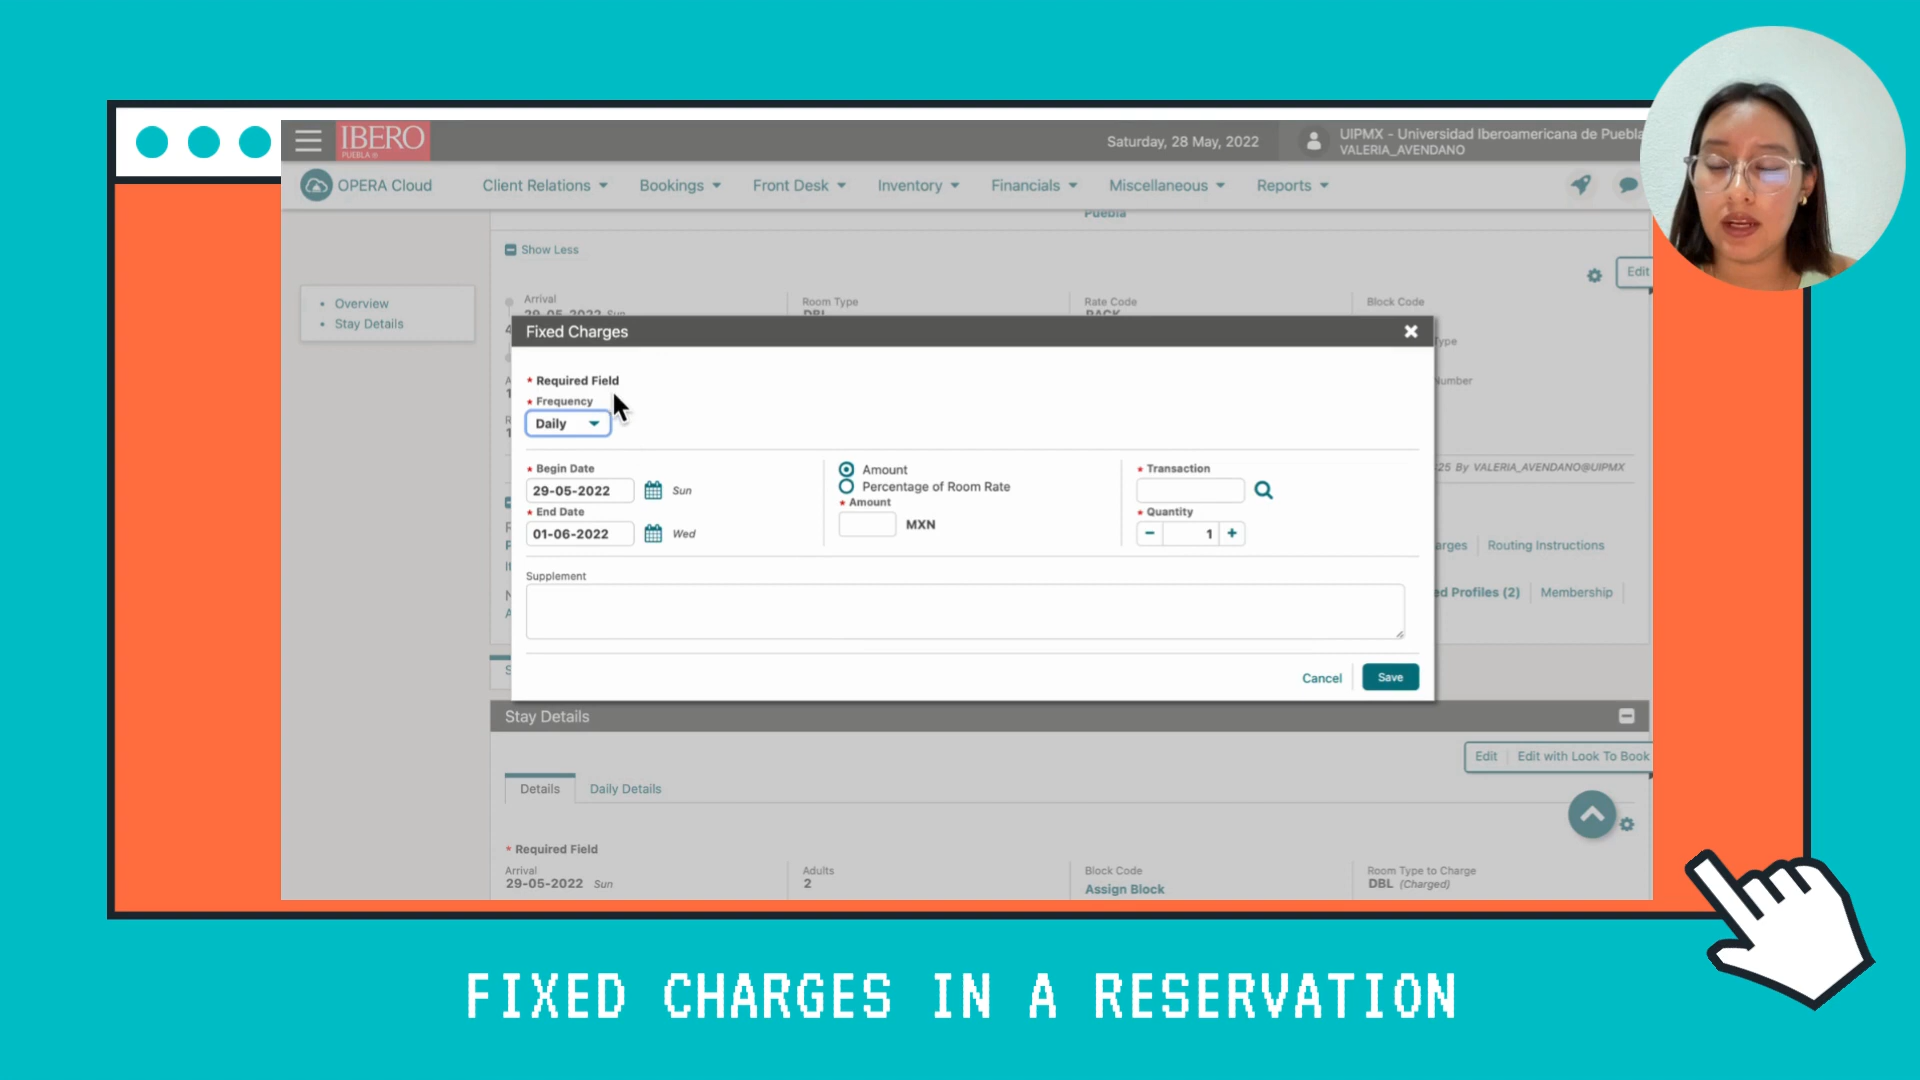 IBERO
PUEBLA
Saturday, 28 May, 2022
UIPMX - Universidad Iberoamericana de Puebla
VALERIA_AVENDANO
OPERA Cloud
Client Relations
Bookings
Front Desk
Inventory
Financials
Miscellaneous
Reports
Puebla
Show Less
Edit
Overview
Stay Details
Arrival
Room Type
Rate Code
Block Code
29-05-2022 Sun
DBL
RACK
Fixed Charges
* Required Field
* Frequency
Daily
* Begin Date
29-05-2022
Sun
* End Date
01-06-2022
Wed
Amount
Percentage of Room Rate
* Amount
MXN
* Transaction
* Quantity
1
Supplement
Cancel
Save
Type
Number
25 By VALERIA_AVENDANO@UIPMX
arges
Routing Instructions
ed Profiles (2)
Membership
Stay Details
Edit
Edit with Look To Book
Details
Daily Details
* Required Field
Arrival
29-05-2022 Sun
Adults
2
Block Code
Assign Block
Room Type to Charge
DBL (Charged)
FIXED CHARGES IN A RESERVATION